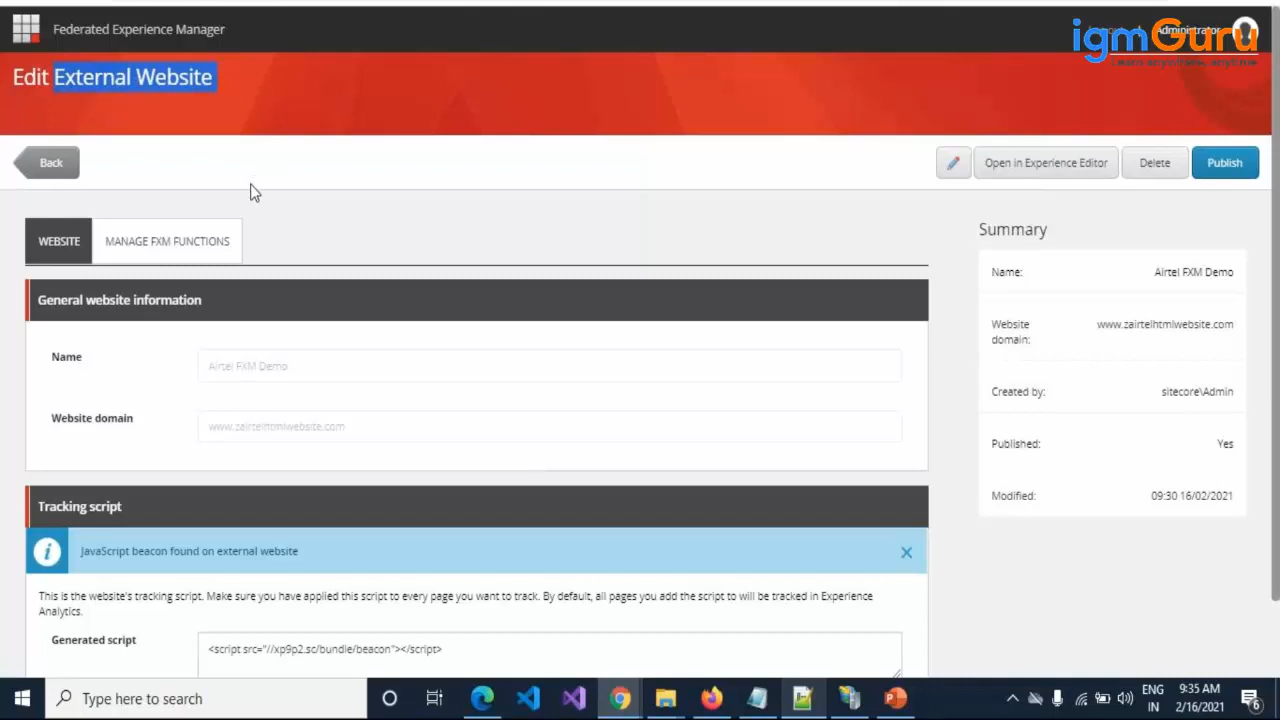 Federated Experience Manager
Administrator
igmGuru
Learn anywhere, anytime
Edit External Website
Back
Open in Experience Editor
Delete
Publish
WEBSITE
MANAGE FXM FUNCTIONS
General website information
Name
Airtel FXM Demo
Website domain
www.zairtelhtmlwebsite.com
Tracking script
i
JavaScript beacon found on external website
This is the website's tracking script. Make sure you have applied this script to every page you want to track. By default, all pages you add the script to will be tracked in Experience
Analytics.
Generated script
<script src="//xp9p2.sc/bundle/beacon"></script>
Summary
Name: Airtel FXM Demo
Website www.zairtelhtmlwebsite.com
domain:
Created by: sitecore\Admin
Published: Yes
Modified: 09:30 16/02/2021
Type here to search
ENG
IN
9:35 AM
2/16/2021
6